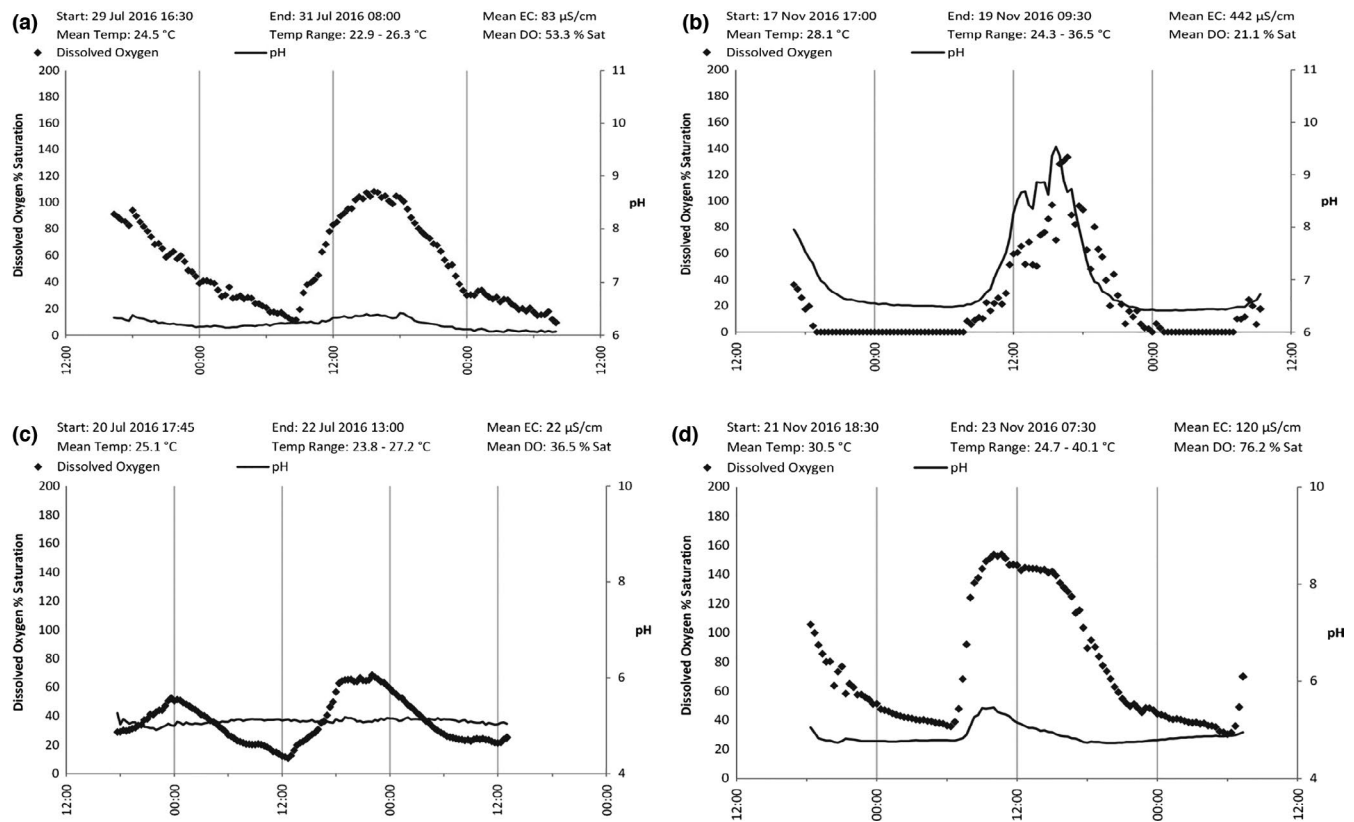 (a)
Start: 29 Jul 2016 16:30 End: 31 Jul 2016 08:00 Mean EC: 83 µS/cm
Mean Temp: 24.5 °C Temp Range: 22.9 - 26.3 °C Mean DO: 53.3 % Sat
Dissolved Oxygen pH
200
180
160
140
120
100
80
60
40
20
0
Dissolved Oxygen % Saturation
11
10
9
8
7
6
pH
12:00 00:00 12:00 00:00 12:00
(b)
Start: 17 Nov 2016 17:00 End: 19 Nov 2016 09:30 Mean EC: 442 µS/cm
Mean Temp: 28.1 °C Temp Range: 24.3 - 36.5 °C Mean DO: 21.1 % Sat
Dissolved Oxygen pH
200
180
160
140
120
100
80
60
40
20
0
Dissolved Oxygen % Saturation
11
10
9
8
7
6
pH
12:00 00:00 12:00 00:00 12:00
(c)
Start: 20 Jul 2016 17:45 End: 22 Jul 2016 13:00 Mean EC: 22 µS/cm
Mean Temp: 25.1 °C Temp Range: 23.8 - 27.2 °C Mean DO: 36.5 % Sat
Dissolved Oxygen pH
200
180
160
140
120
100
80
60
40
20
0
Dissolved Oxygen % Saturation
10
8
6
4
pH
12:00 00:00 12:00 00:00 12:00 00:00
(d)
Start: 21 Nov 2016 18:30 End: 23 Nov 2016 07:30 Mean EC: 120 µS/cm
Mean Temp: 30.5 °C Temp Range: 24.7 - 40.1 °C Mean DO: 76.2 % Sat
Dissolved Oxygen pH
200
180
160
140
120
100
80
60
40
20
0
Dissolved Oxygen % Saturation
10
8
6
4
pH
12:00 00:00 12:00 00:00 12:00